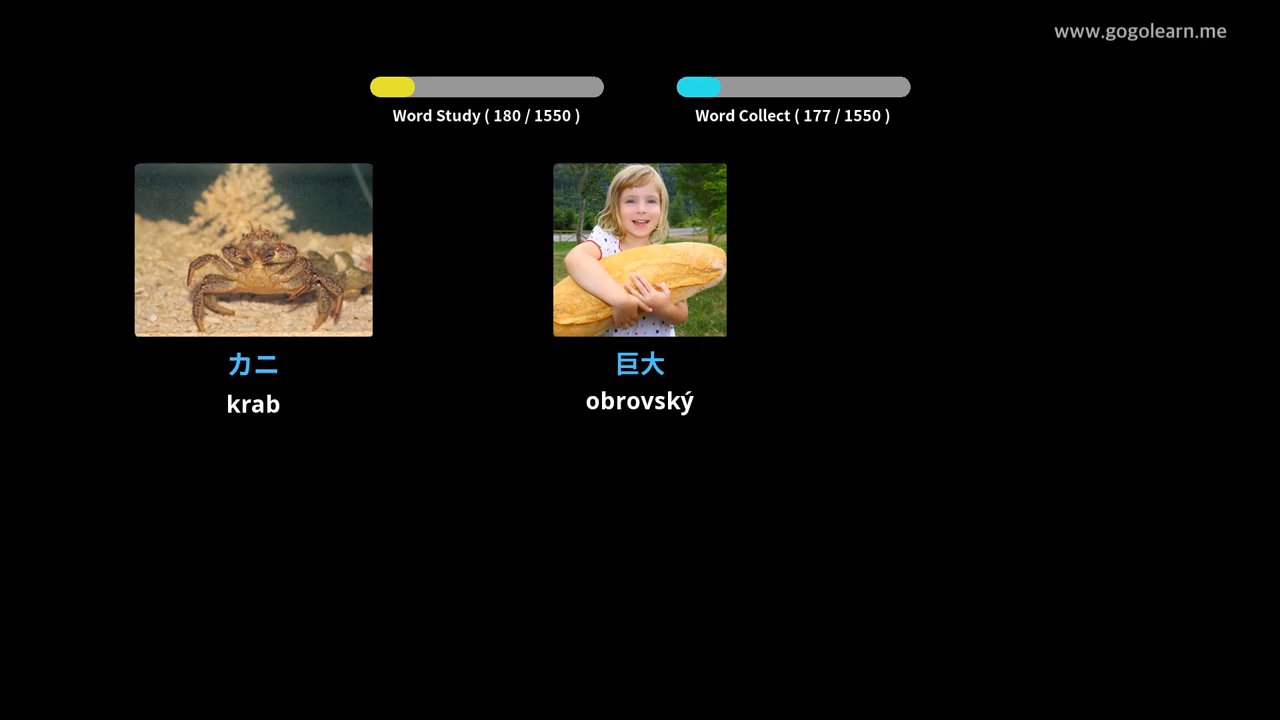 www.gogolearn.me
Word Study ( 180 / 1550 )
Word Collect ( 177 / 1550 )
カニ
krab
巨大
obrovský